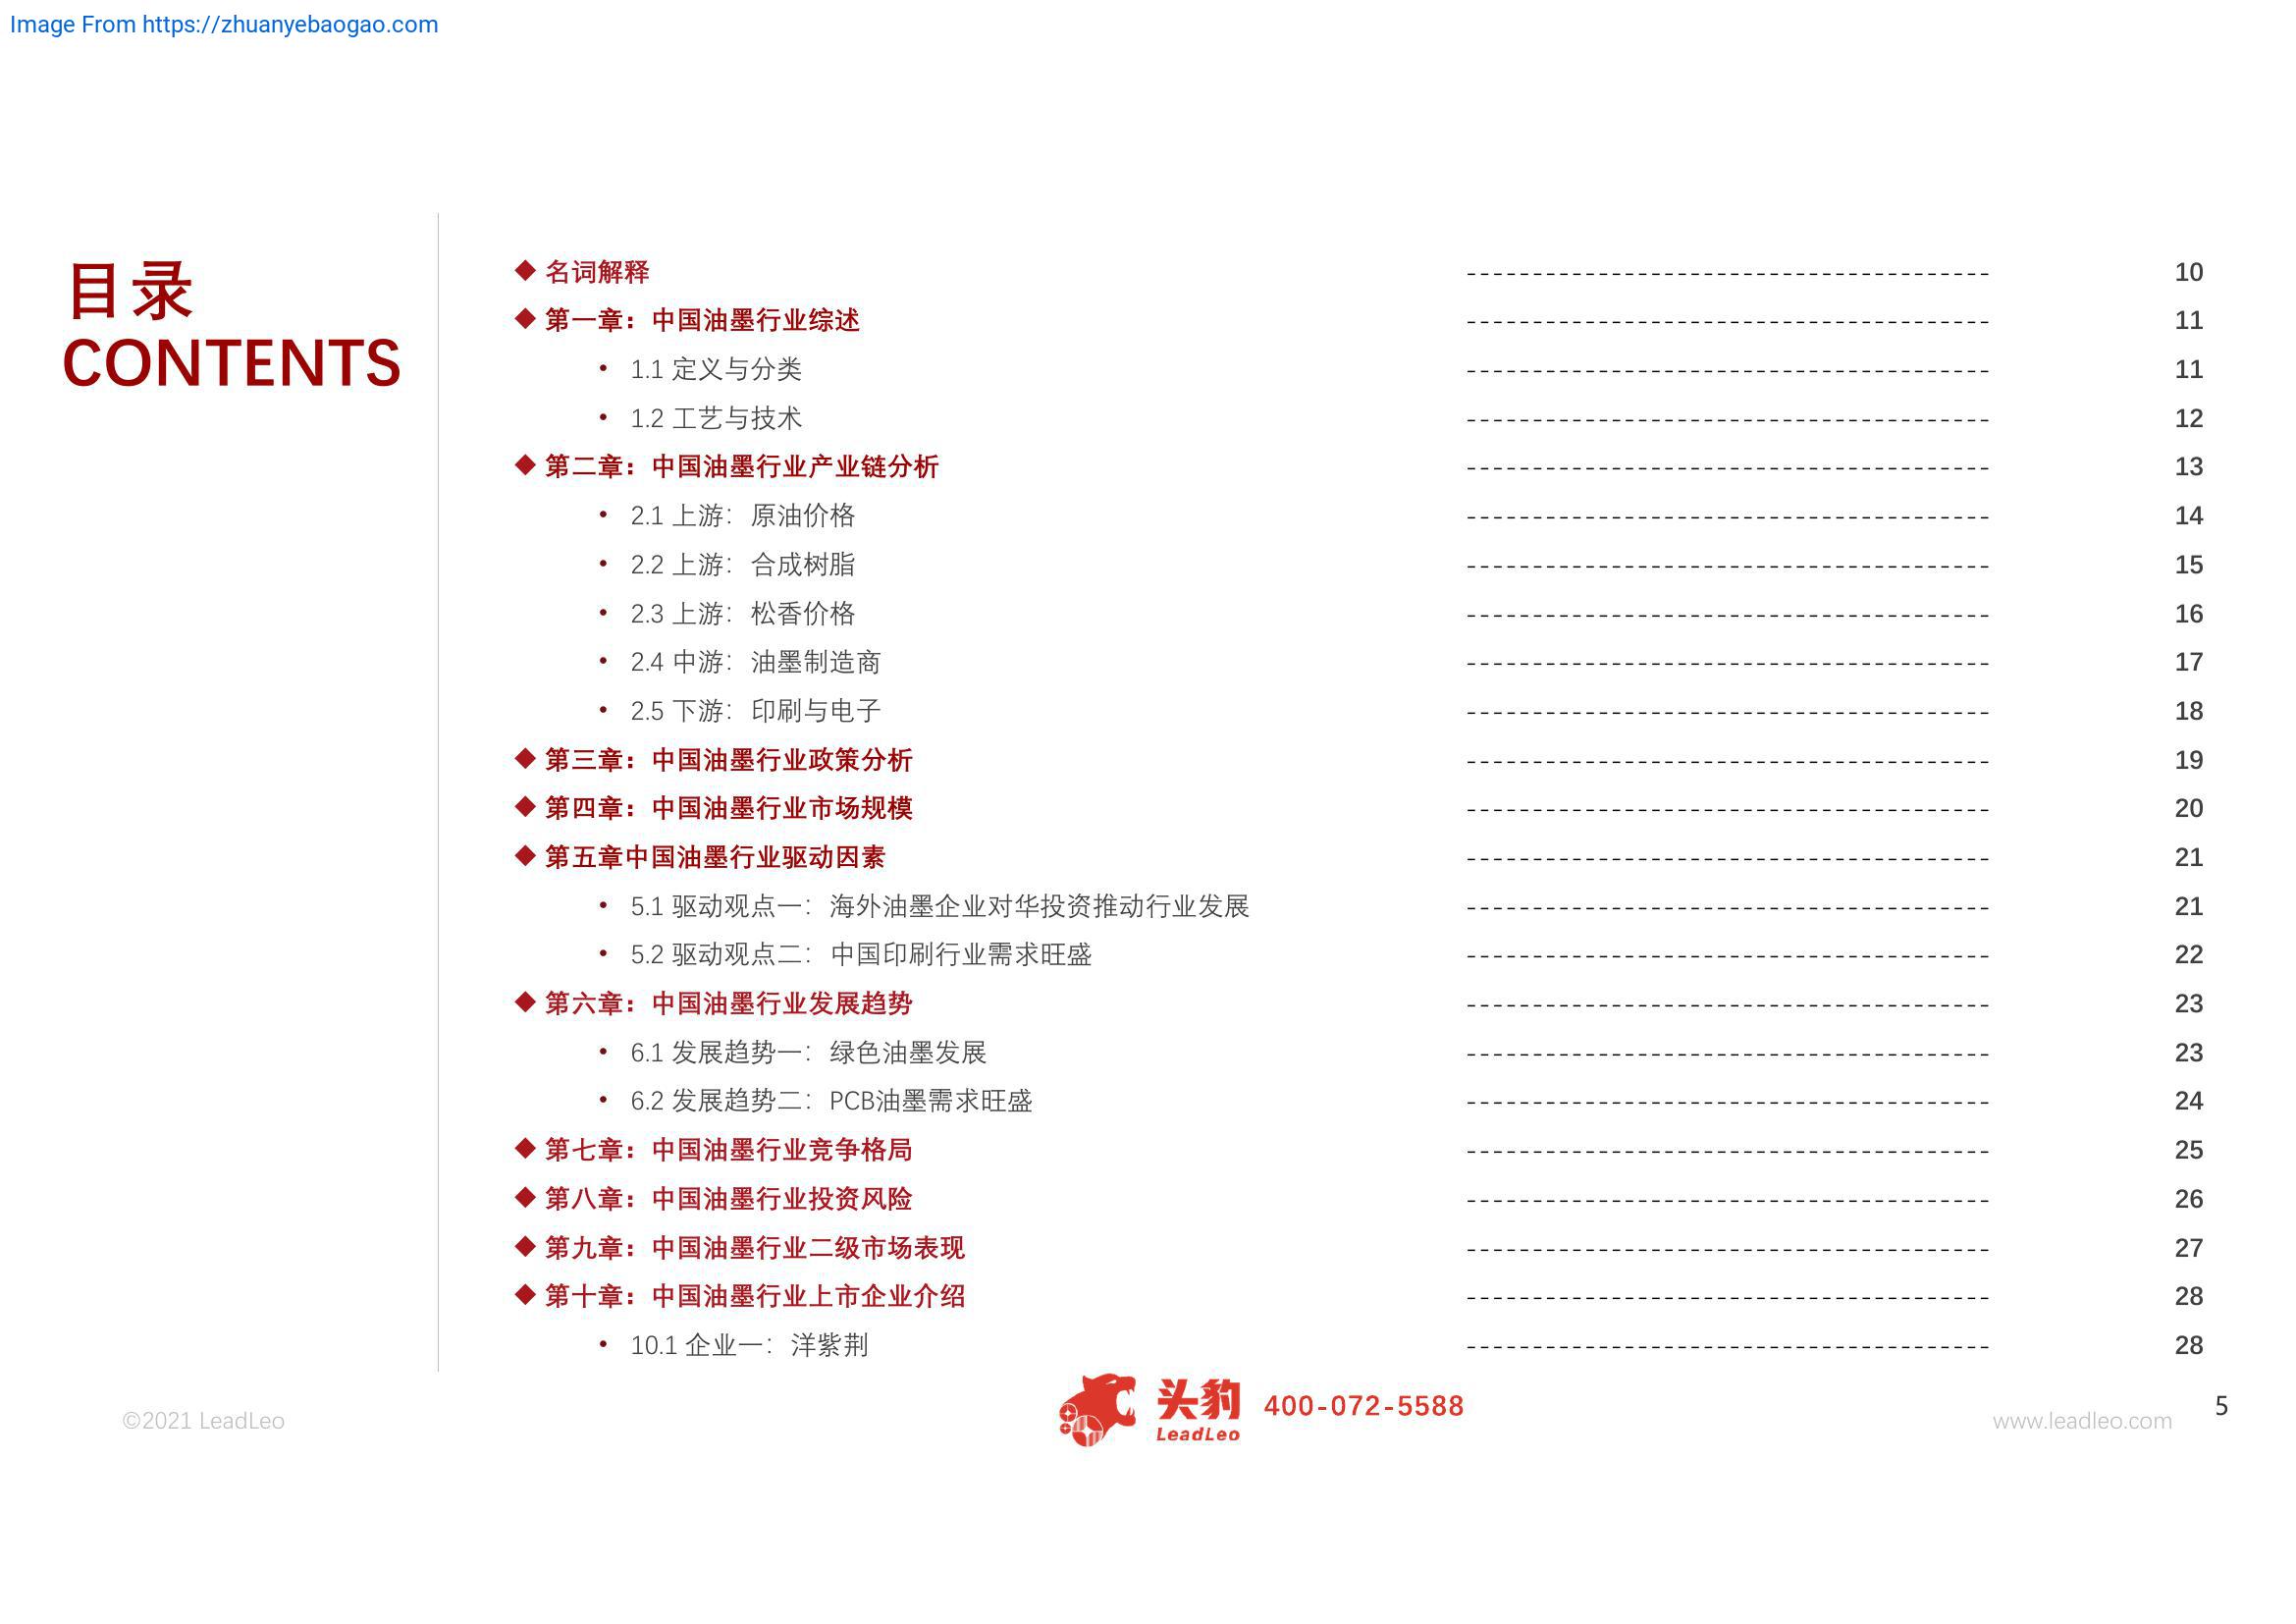 Image From https://zhuanyebaogao.com
目录
CONTENTS
◆ 名词解释 ---------------------------------------- 10
◆ 第一章：中国油墨行业综述 ---------------------------------------- 11
• 1.1 定义与分类 ---------------------------------------- 11
• 1.2 工艺与技术 ---------------------------------------- 12
◆ 第二章：中国油墨行业产业链分析 ---------------------------------------- 13
• 2.1 上游：原油价格 ---------------------------------------- 14
• 2.2 上游：合成树脂 ---------------------------------------- 15
• 2.3 上游：松香价格 ---------------------------------------- 16
• 2.4 中游：油墨制造商 ---------------------------------------- 17
• 2.5 下游：印刷与电子 ---------------------------------------- 18
◆ 第三章：中国油墨行业政策分析 ---------------------------------------- 19
◆ 第四章：中国油墨行业市场规模 ---------------------------------------- 20
◆ 第五章中国油墨行业驱动因素 ---------------------------------------- 21
• 5.1 驱动观点一：海外油墨企业对华投资推动行业发展 ---------------------------------------- 21
• 5.2 驱动观点二：中国印刷行业需求旺盛 ---------------------------------------- 22
◆ 第六章：中国油墨行业发展趋势 ---------------------------------------- 23
• 6.1 发展趋势一：绿色油墨发展 ---------------------------------------- 23
• 6.2 发展趋势二：PCB油墨需求旺盛 ---------------------------------------- 24
◆ 第七章：中国油墨行业竞争格局 ---------------------------------------- 25
◆ 第八章：中国油墨行业投资风险 ---------------------------------------- 26
◆ 第九章：中国油墨行业二级市场表现 ---------------------------------------- 27
◆ 第十章：中国油墨行业上市企业介绍 ---------------------------------------- 28
• 10.1 企业一：洋紫荆 ---------------------------------------- 28
©2021 LeadLeo
头豹
LeadLeo
400-072-5588
www.leadleo.com
5